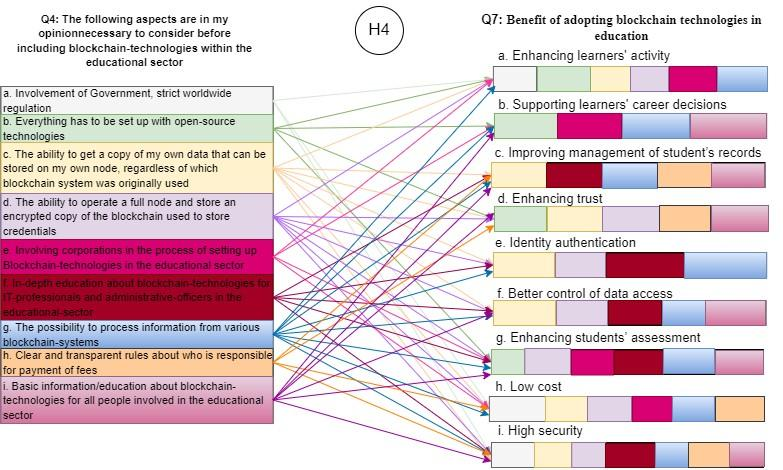 Q4: The following aspects are in my
opinionnecessary to consider before
including blockchain-technologies within the
educational sector
H4
Q7: Benefit of adopting blockchain technologies in
education
a. Involvement of Government, strict worldwide
regulation
b. Everything has to be set up with open-source
technologies
c. The ability to get a copy of my own data that can be
stored on my own node, regardless of which
blockchain system was originally used
d. The ability to operate a full node and store an
encrypted copy of the blockchain used to store
credentials
e. Involving corporations in the process of setting up
Blockchain-technologies in the educational sector
f. In-depth education about blockchain-technologies for
IT-professionals and administrative-officers in the
educational-sector
g. The possibility to process information from various
blockchain-systems
h. Clear and transparent rules about who is responsible
for payment of fees
i. Basic information/education about blockchain-
technologies for all people involved in the educational
sector
a. Enhancing learners' activity
b. Supporting learners' career decisions
c. Improving management of student's records
d. Enhancing trust
e. Identity authentication
f. Better control of data access
g. Enhancing students' assessment
h. Low cost
i. High security